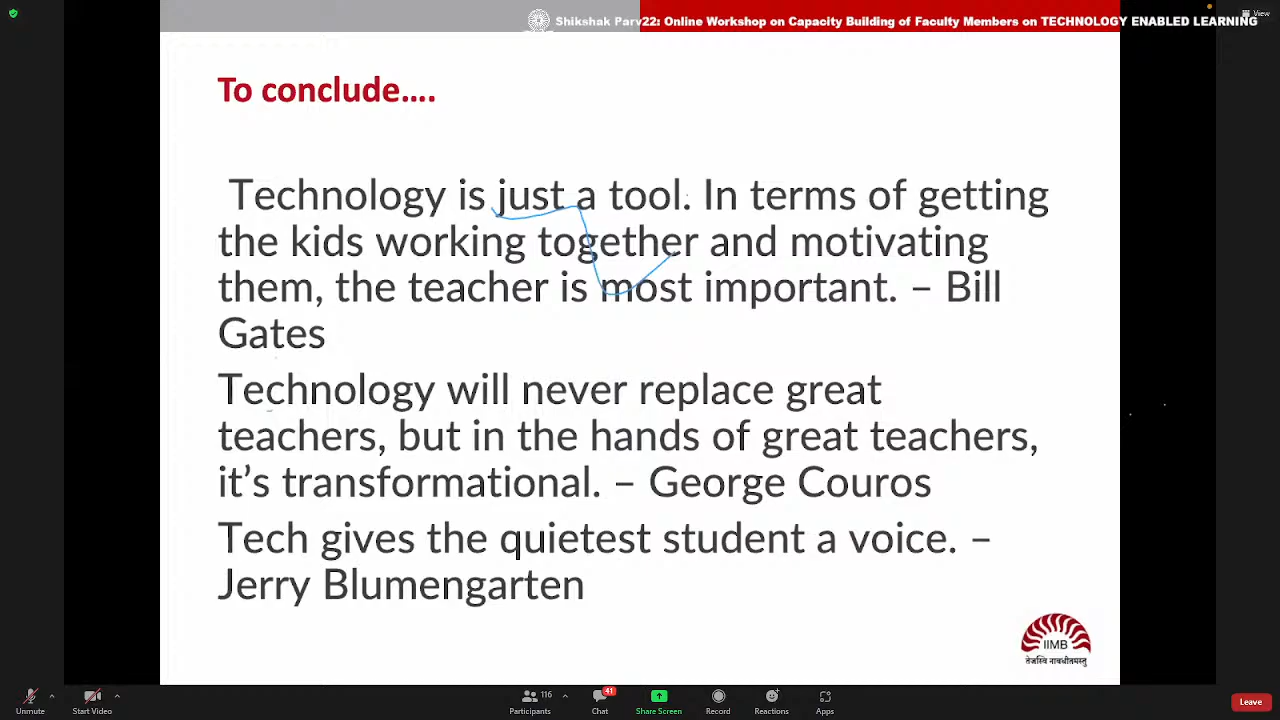 View
Shikshak Parv22: Online Workshop on Capacity Building of Faculty Members on TECHNOLOGY ENABLED LEARNING
To conclude....
Technology is just a tool. In terms of getting
the kids working together and motivating
them, the teacher is most important. – Bill
Gates
Technology will never replace great
teachers, but in the hands of great teachers,
it’s transformational. – George Couros
Tech gives the quietest student a voice. –
Jerry Blumengarten
IIMB
तेजस्वि नावधीतमस्तु
Unmute
Start Video
Participants
116
Chat
41
Share Screen
Record
Reactions
Apps
Leave